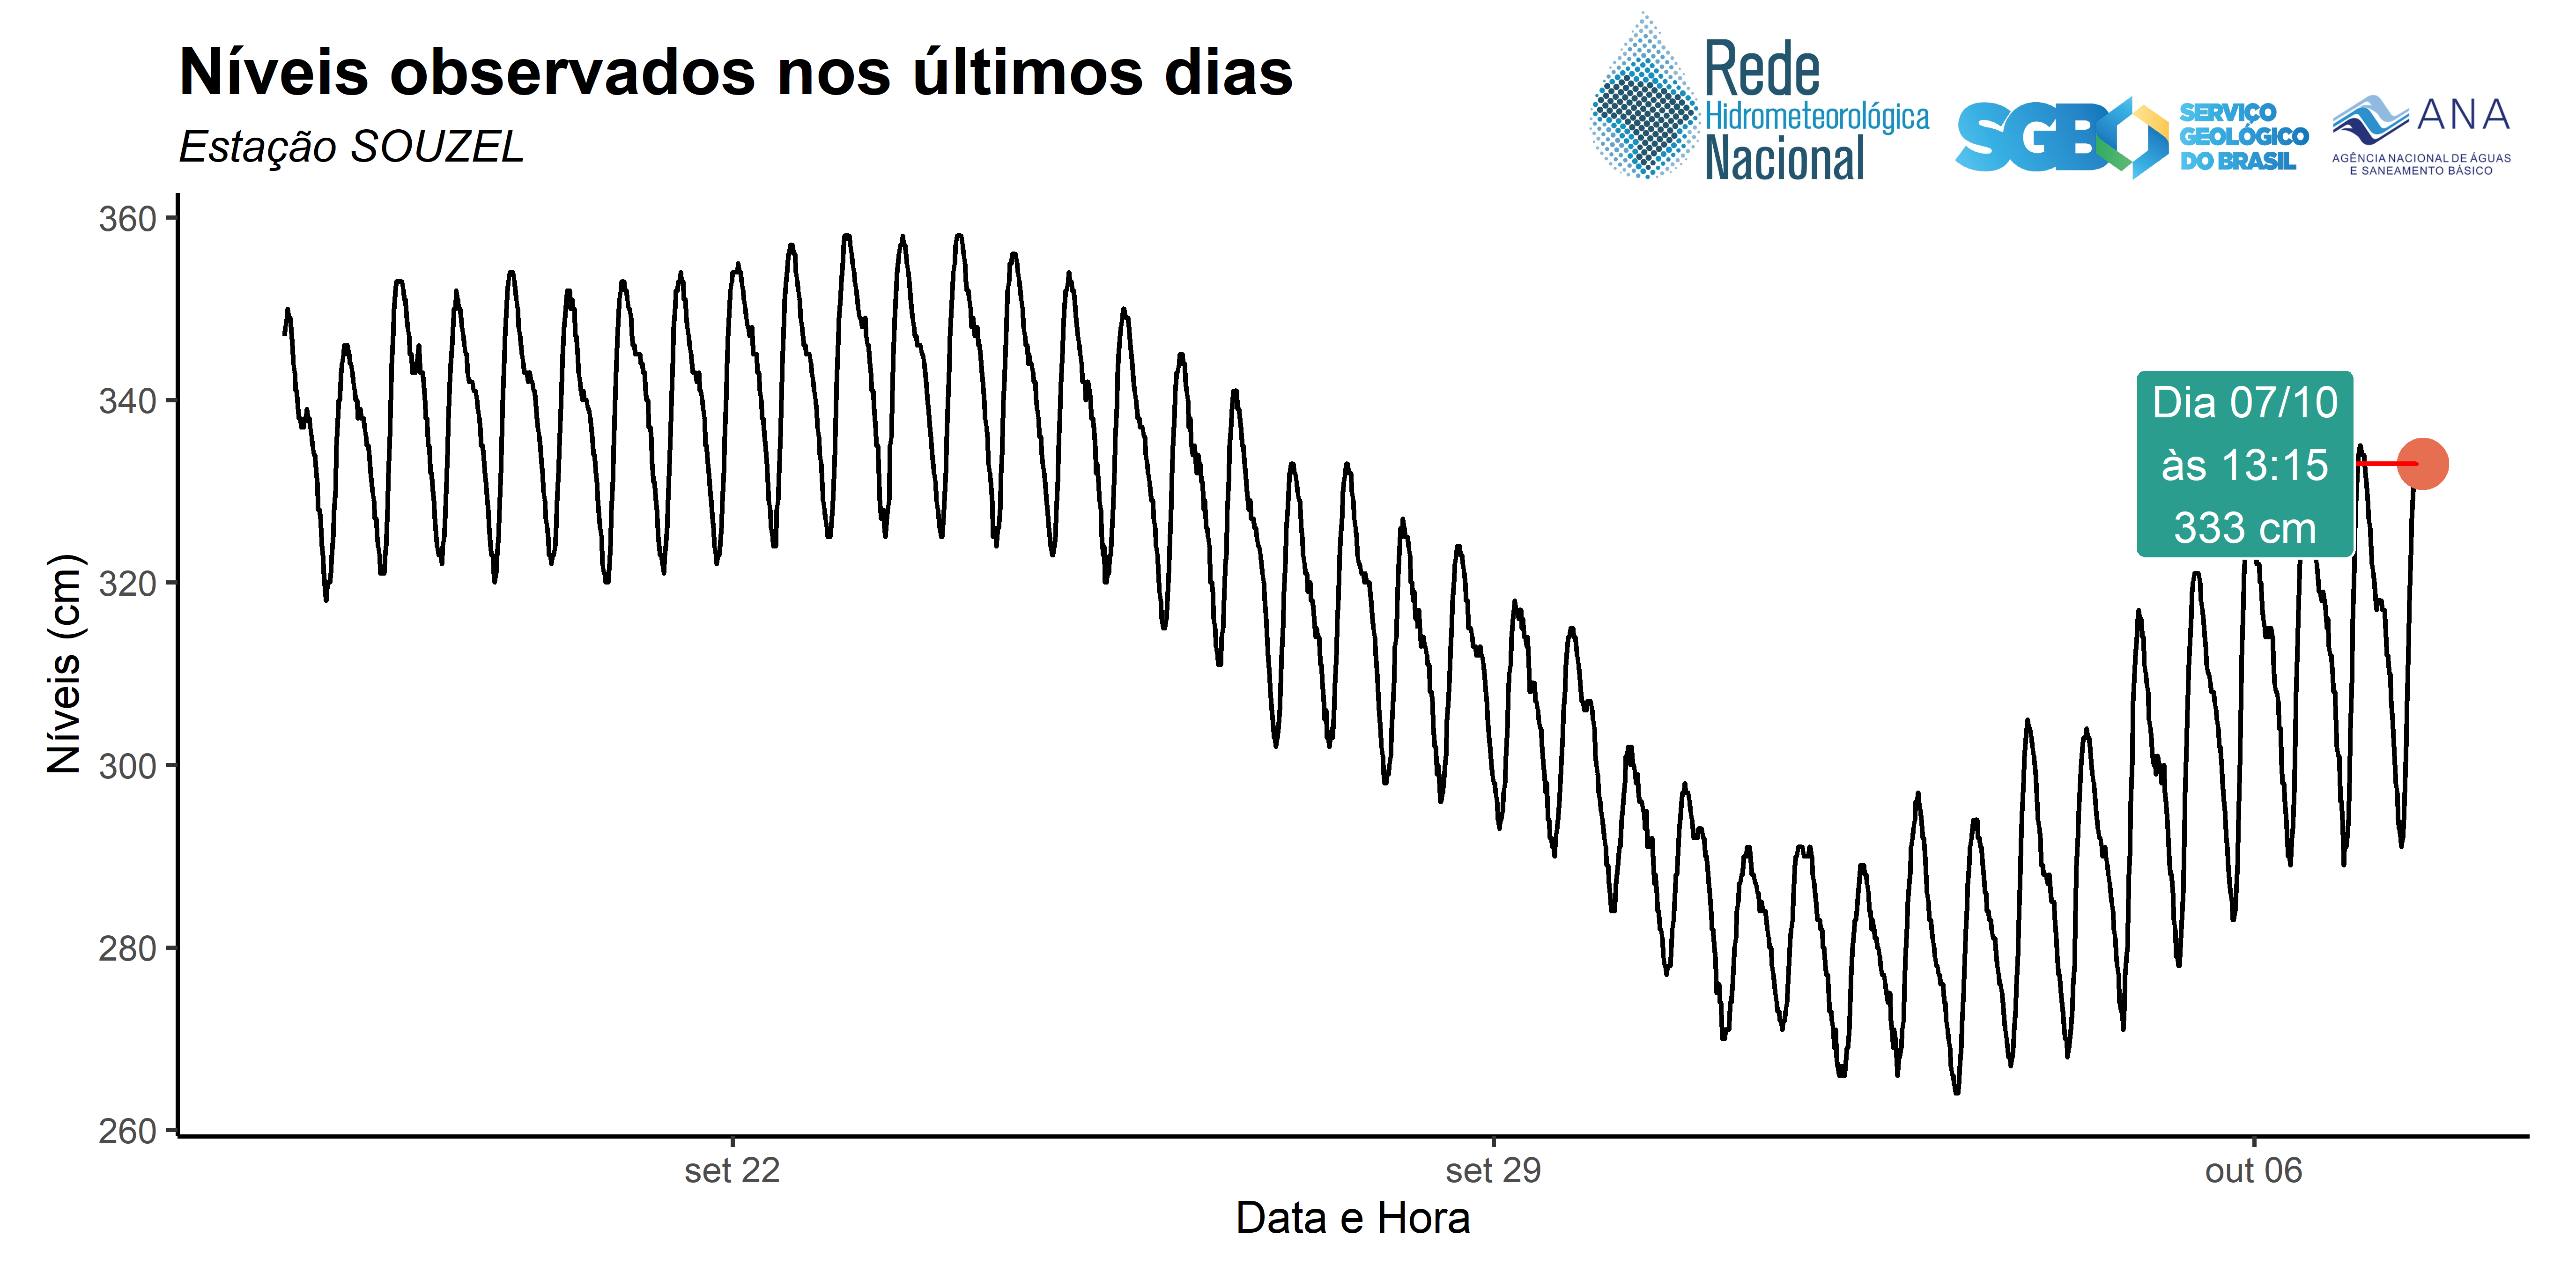 Níveis observados nos últimos dias
Estação SOUZEL
Rede
Hidrometeorológica
Nacional
SGB
SERVIÇO
GEOLÓGICO
DO BRASIL
ANA
AGÊNCIA NACIONAL DE ÁGUAS
E SANEAMENTO BÁSICO
360
340
320
300
280
260
Níveis (cm)
Dia 07/10
às 13:15
333 cm
set 22
set 29
out 06
Data e Hora